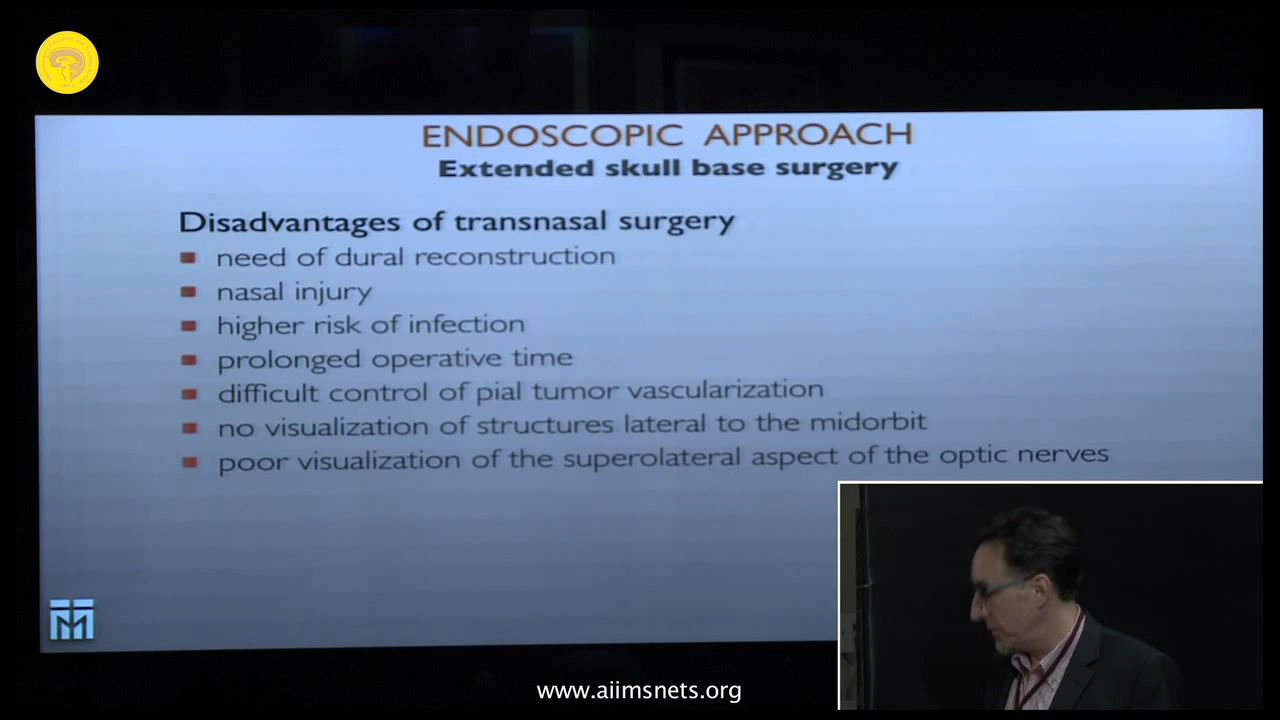 ENDOSCOPIC APPROACH
Extended skull base surgery
Disadvantages of transnasal surgery
need of dural reconstruction
nasal injury
higher risk of infection
prolonged operative time
difficult control of pial tumor vascularization
no visualization of structures lateral to the midorbit
poor visualization of the superolateral aspect of the optic nerves
www.aiimsnets.org